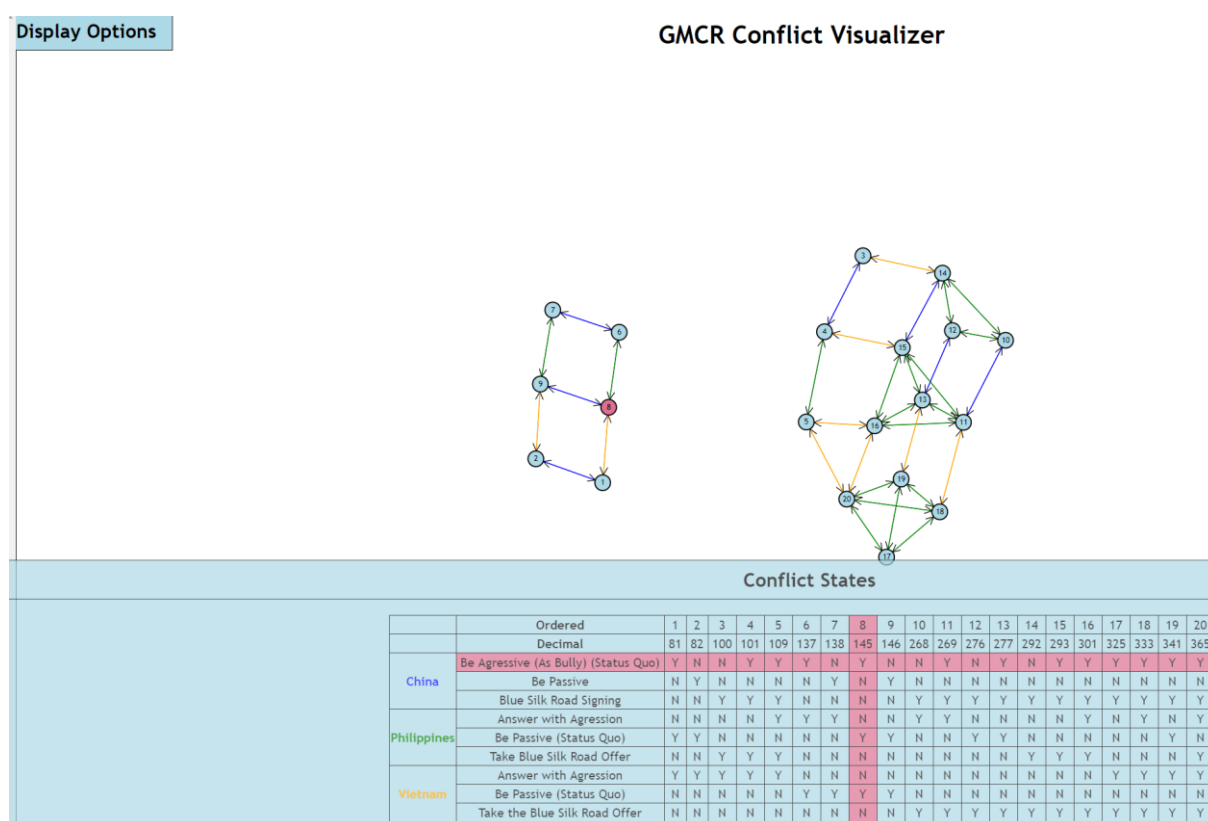 Display Options
GMCR Conflict Visualizer
3
14
7
6
4
12
10
15
9
13
8
5
16
11
2
19
1
20
18
17
Conflict States
Ordered 1 2 3 4 5 6 7 8 9 10 11 12 13 14 15 16 17 18 19 20
Decimal 81 82 100 101 109 137 138 145 146 268 269 276 277 292 293 301 325 333 341 365
Be Agressive (As Bully) (Status Quo) Y N N Y Y Y N Y N N Y N Y N Y Y Y Y Y Y
China Be Passive N Y N N N N Y N Y N N N N N N N N N N N
Blue Silk Road Signing N N Y Y Y N N N N Y Y Y Y Y Y Y Y Y Y Y
Answer with Agression N N N N Y Y Y N N Y Y N N N N Y N Y N Y
Philippines Be Passive (Status Quo) Y Y N N N N N Y Y N N Y Y N N N N N Y N
Take Blue Silk Road Offer N N Y Y Y N N N N N N N N Y Y Y N N N Y
Answer with Agression Y Y Y Y Y N N N N N N N N N N N Y Y Y Y
Vietnam Be Passive (Status Quo) N N N N N Y Y Y Y N N N N N N N N N N N
Take the Blue Silk Road Offer N N N N N N N N N Y Y Y Y Y Y Y Y Y Y Y